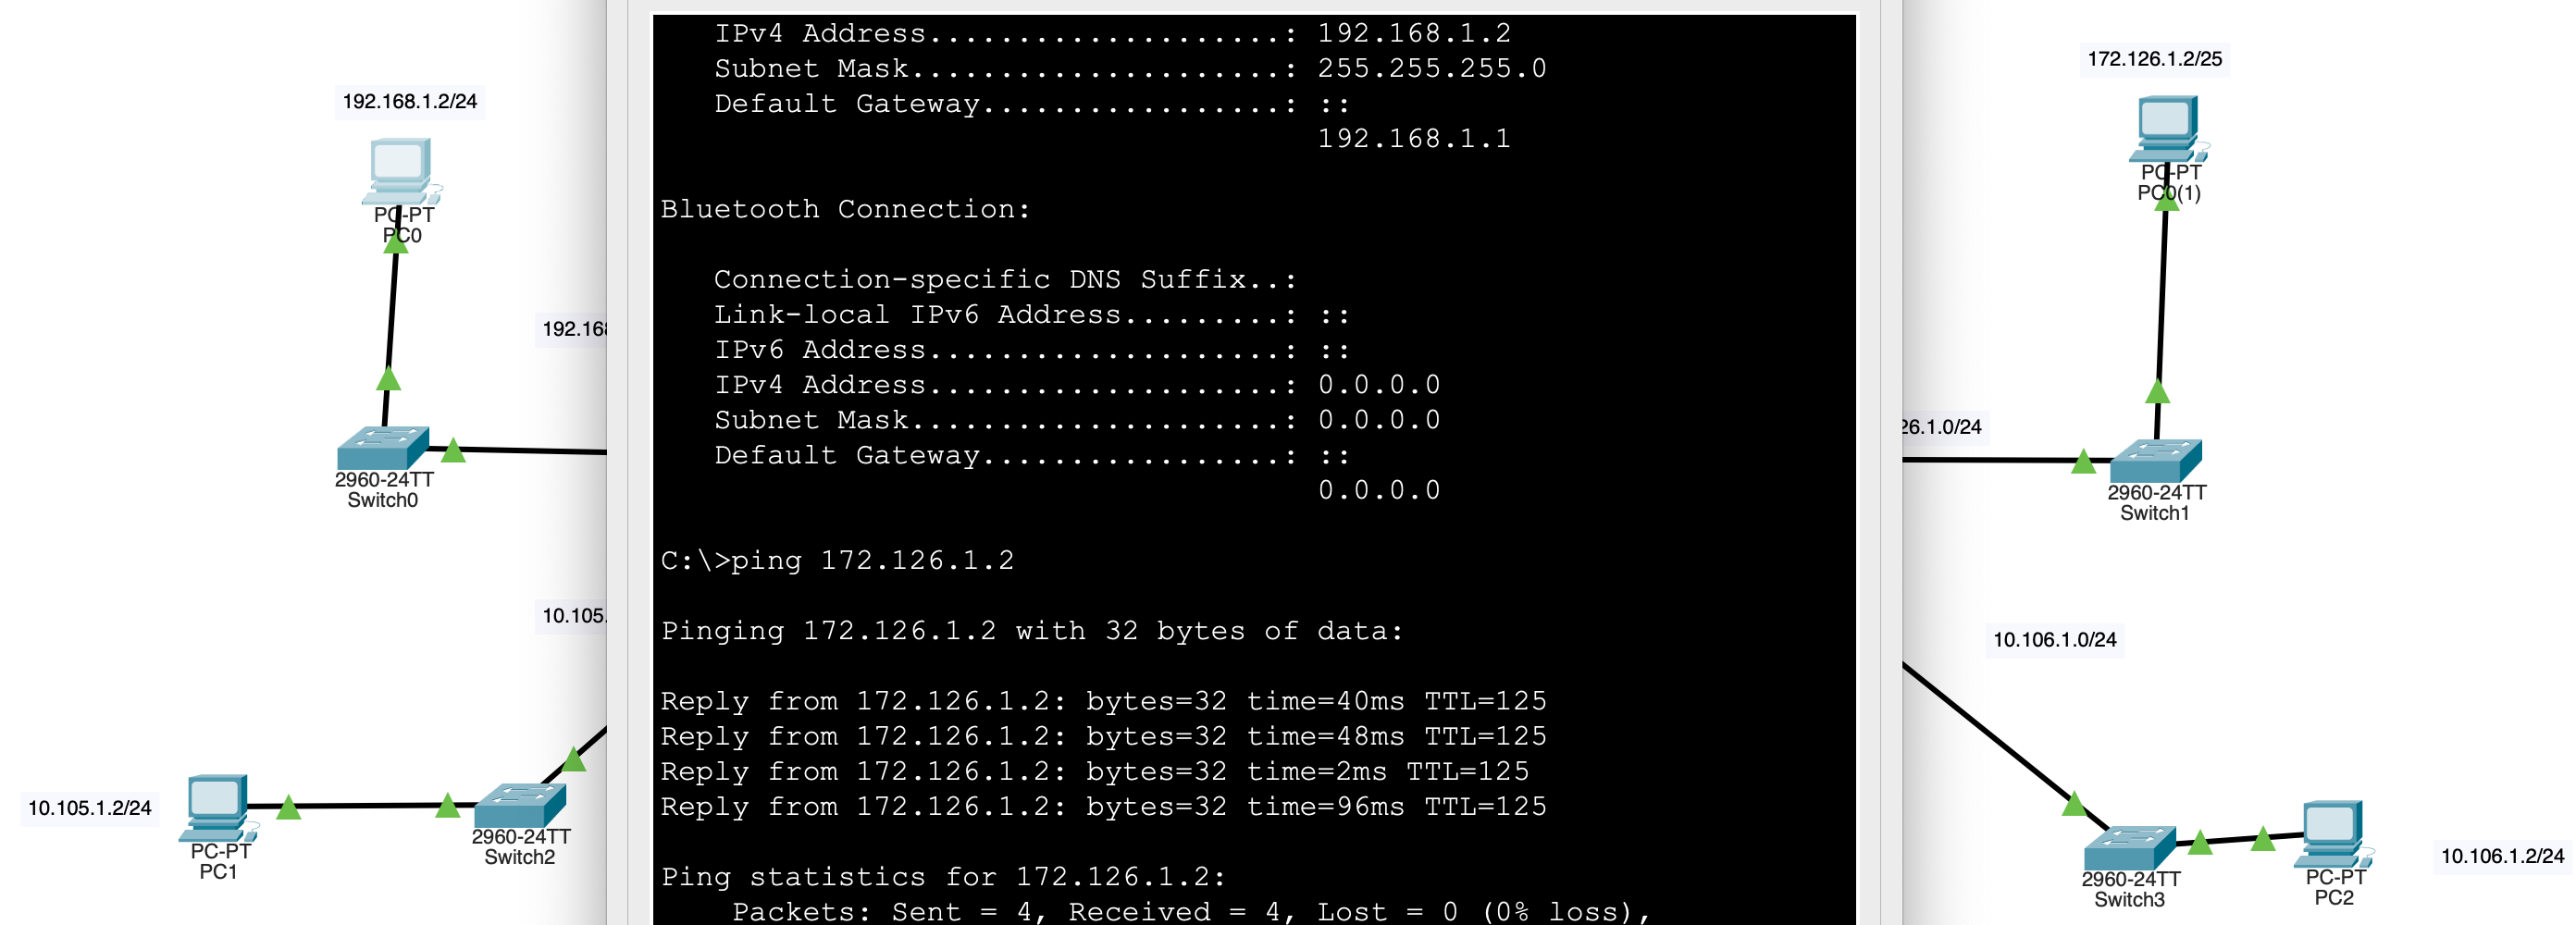 192.168.1.2/24
PC-PT
PC0
192.168
2960-24TT
Switch0
10.105.
10.105.1.2/24
PC-PT
PC1
2960-24TT
Switch2
IPv4 Address....................: 192.168.1.2
Subnet Mask.....................: 255.255.255.0
Default Gateway.................: ::
192.168.1.1
Bluetooth Connection:
Connection-specific DNS Suffix..:
Link-local IPv6 Address.........: ::
IPv6 Address....................: ::
IPv4 Address....................: 0.0.0.0
Subnet Mask.....................: 0.0.0.0
Default Gateway.................: ::
0.0.0.0
C:\>ping 172.126.1.2
Pinging 172.126.1.2 with 32 bytes of data:
Reply from 172.126.1.2: bytes=32 time=40ms TTL=125
Reply from 172.126.1.2: bytes=32 time=48ms TTL=125
Reply from 172.126.1.2: bytes=32 time=2ms TTL=125
Reply from 172.126.1.2: bytes=32 time=96ms TTL=125
Ping statistics for 172.126.1.2:
Packets: Sent = 4, Received = 4, Lost = 0 (0% loss),
172.126.1.2/25
PC-PT
PC0(1)
26.1.0/24
2960-24TT
Switch1
10.106.1.0/24
2960-24TT
Switch3
PC-PT
PC2
10.106.1.2/24